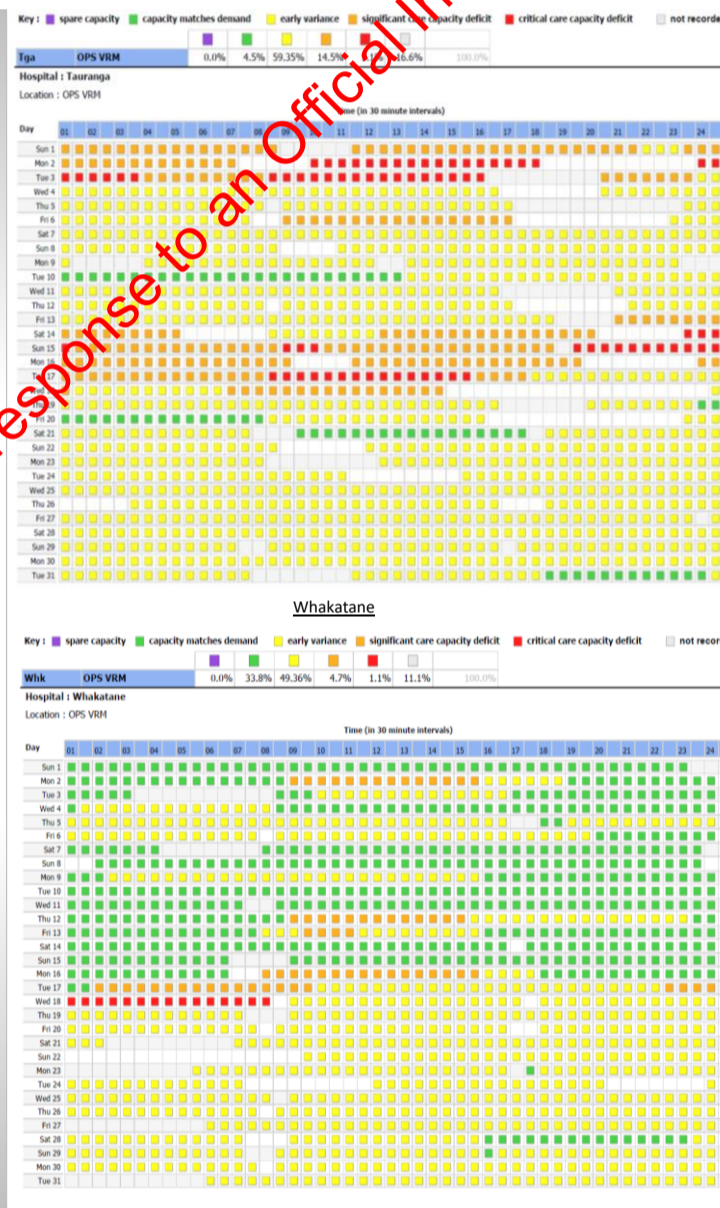 Response to an Official In
Key : spare capacity capacity matches demand early variance significant care capacity deficit critical care capacity deficit not recorde
Tga OPS VRM 0.0% 4.5% 59.35% 14.5% 16.6% 100.0%
Hospital : Tauranga
Location : OPS VRM
(in 30 minute intervals)
Day 01 02 03 04 05 06 07 08 09 11 12 13 14 15 16 17 18 19 20 21 22 23 24
Sun 1
Mon 2
Tue 3
Wed 4
Thu 5
Fri 6
Sat 7
Sun 8
Mon 9
Tue 10
Wed 11
Thu 12
Fri 13
Sat 14
Sun 15
Mon 16
17
Fri 20
Sat 21
Sun 22
Mon 23
Tue 24
Wed 25
Thu 26
Fri 27
Sat 28
Sun 29
Mon 30
Tue 31
Whakatane
Key : spare capacity capacity matches demand early variance significant care capacity deficit critical care capacity deficit not recor
Whk OPS VRM 0.0% 33.8% 49.36% 4.7% 1.1% 11.1% 100.0%
Hospital : Whakatane
Location : OPS VRM
Time (in 30 minute intervals)
Day 01 02 03 04 05 06 07 08 09 10 11 12 13 14 15 16 17 18 19 20 21 22 23 24
Sun 1
Mon 2
Tue 3
Wed 4
Thu 5
Fri 6
Sat 7
Sun 8
Mon 9
Tue 10
Wed 11
Thu 12
Fri 13
Sat 14
Sun 15
Mon 16
Tue 17
Wed 18
Thu 19
Fri 20
Sat 21
Sun 22
Mon 23
Tue 24
Wed 25
Thu 26
Fri 27
Sat 28
Sun 29
Mon 30
Tue 31